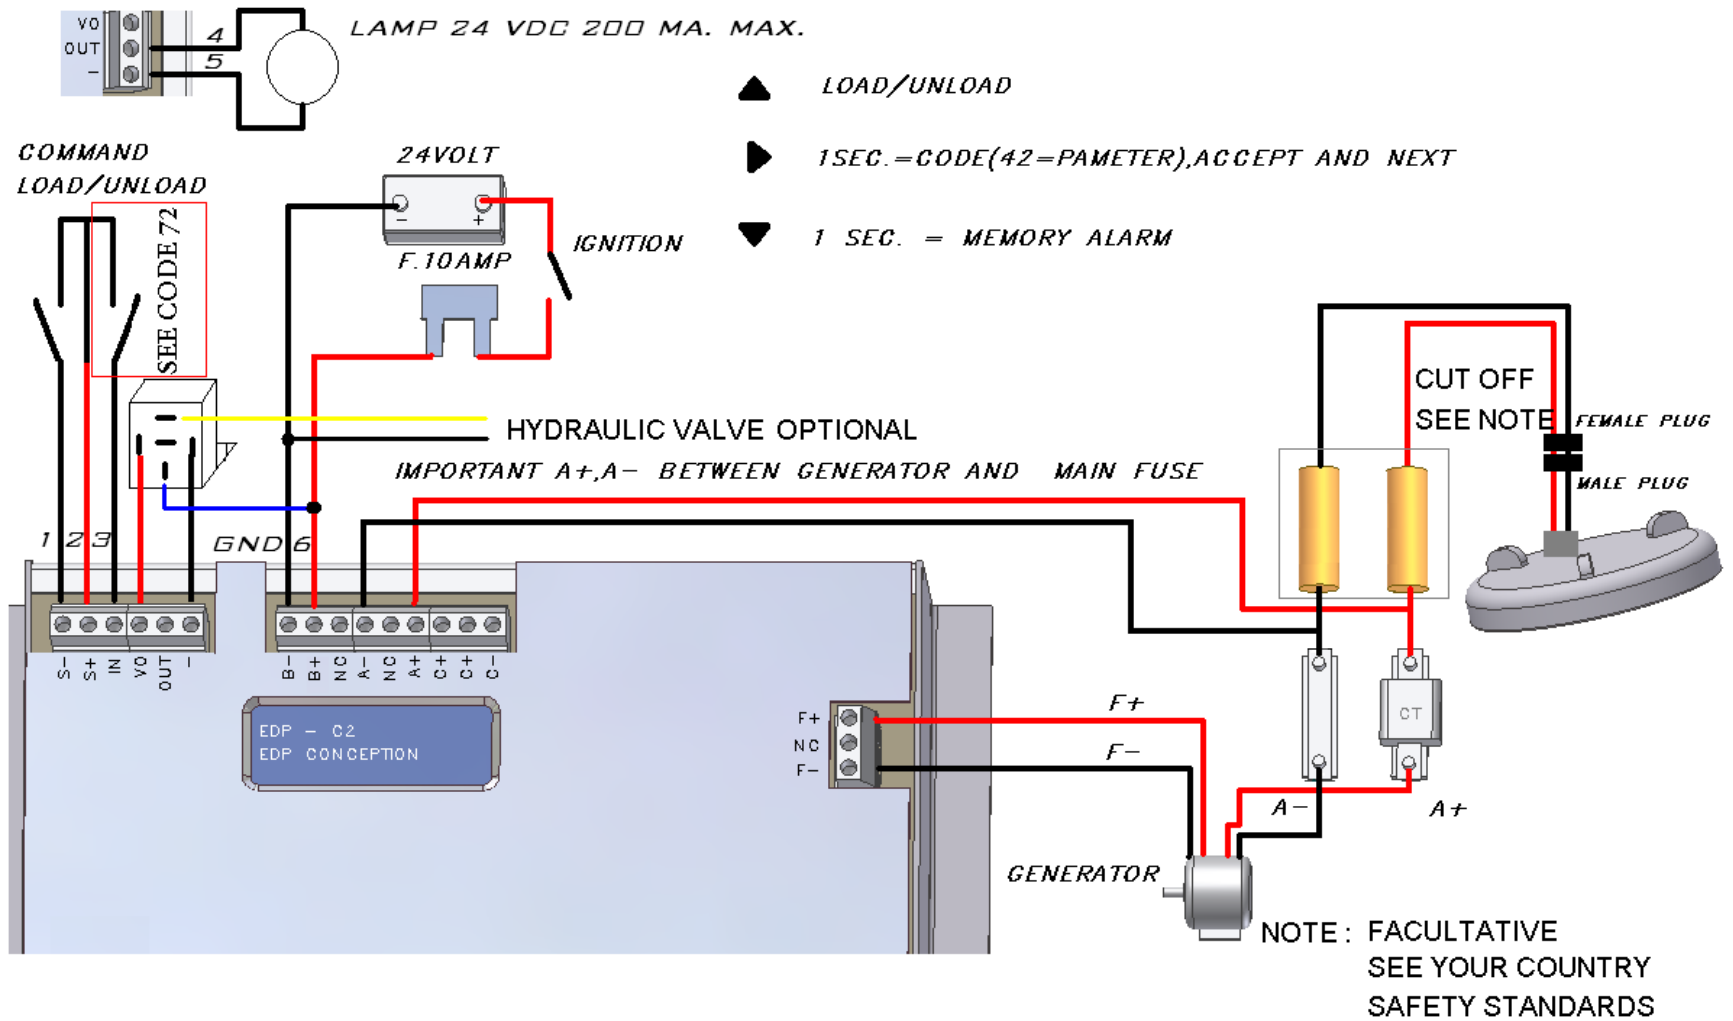 VO
OUT
-
4
5
LAMP 24 VDC 200 MA. MAX.
LOAD/UNLOAD
1SEC.=CODE(42=PAMETER),ACCEPT AND NEXT
1 SEC. = MEMORY ALARM
COMMAND
LOAD/UNLOAD
SEE CODE 72
24VOLT
- +
F.10AMP
IGNITION
HYDRAULIC VALVE OPTIONAL
IMPORTANT A+,A- BETWEEN GENERATOR AND MAIN FUSE
CUT OFF
SEE NOTE
FEMALE PLUG
MALE PLUG
1 2 3
GND 6
S-
S+
IN
VO
OUT
-
B-
B+
NC
A-
NC
A+
C+
C+
C-
EDP - C2
EDP CONCEPTION
F+
NC
F-
F+
F-
CT
A-
A+
GENERATOR
NOTE : FACULTATIVE
SEE YOUR COUNTRY
SAFETY STANDARDS